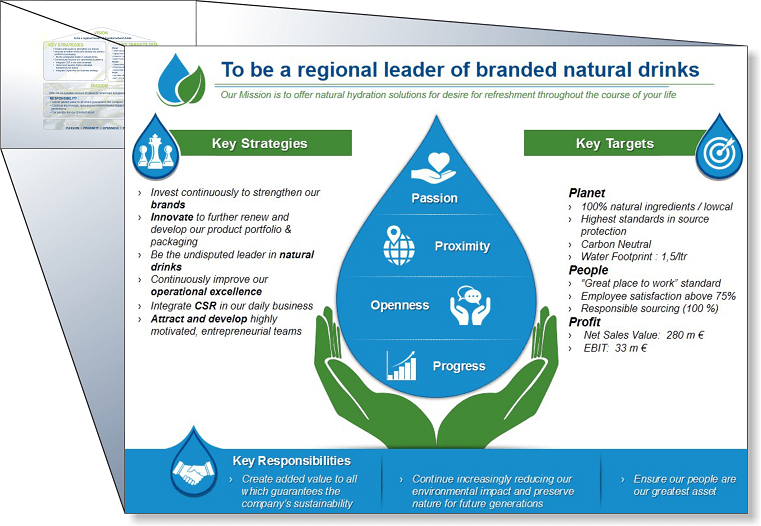 VISION
KEY STRATEGIES
RESPONSIBILITY
To be a regional leader of branded natural drinks
Our Mission is to offer natural hydration solutions for desire for refreshment throughout the course of your life
Key Strategies
› Invest continuously to strengthen our
brands
› Innovate to further renew and
develop our product portfolio &
packaging
› Be the undisputed leader in natural
drinks
› Continuously improve our
operational excellence
› Integrate CSR in our daily business
› Attract and develop highly
motivated, entrepreneurial teams
Passion
Proximity
Openness
Progress
Key Targets
Planet
› 100% natural ingredients / lowcal
› Highest standards in source
protection
› Carbon Neutral
› Water Footprint : 1,5/ltr
People
› “Great place to work” standard
› Employee satisfaction above 75%
› Responsible sourcing (100 %)
Profit
› Net Sales Value: 280 m €
› EBIT: 33 m €
Key Responsibilities
› Create added value to all
which guarantees the
company's sustainability
› Continue increasingly reducing our
environmental impact and preserve
nature for future generations
› Ensure our people are
our greatest asset